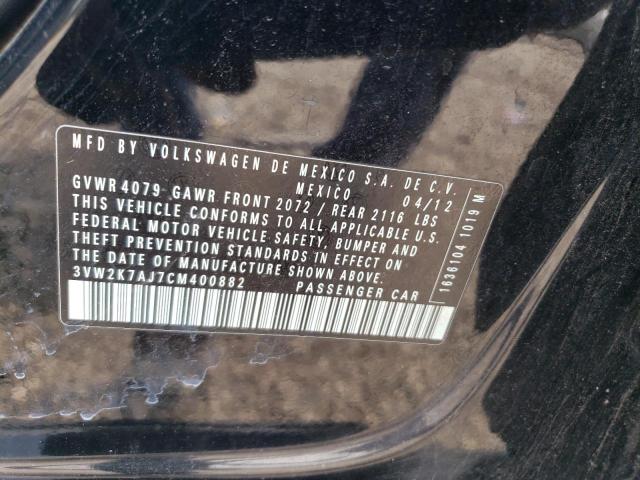 MFD BY VOLKSWAGEN DE MEXICO S.A. DE C.V.
MEXICO 04/12
GVWR 4079 GAWR FRONT 2072 / REAR 2116 LBS
THIS VEHICLE CONFORMS TO ALL APPLICABLE U.S.
FEDERAL MOTOR VEHICLE SAFETY, BUMPER AND
THEFT PREVENTION STANDARDS IN EFFECT ON
THE DATE OF MANUFACTURE SHOWN ABOVE.
3VW2K7AJ7CM400882 PASSENGER CAR
1636104 1019 M